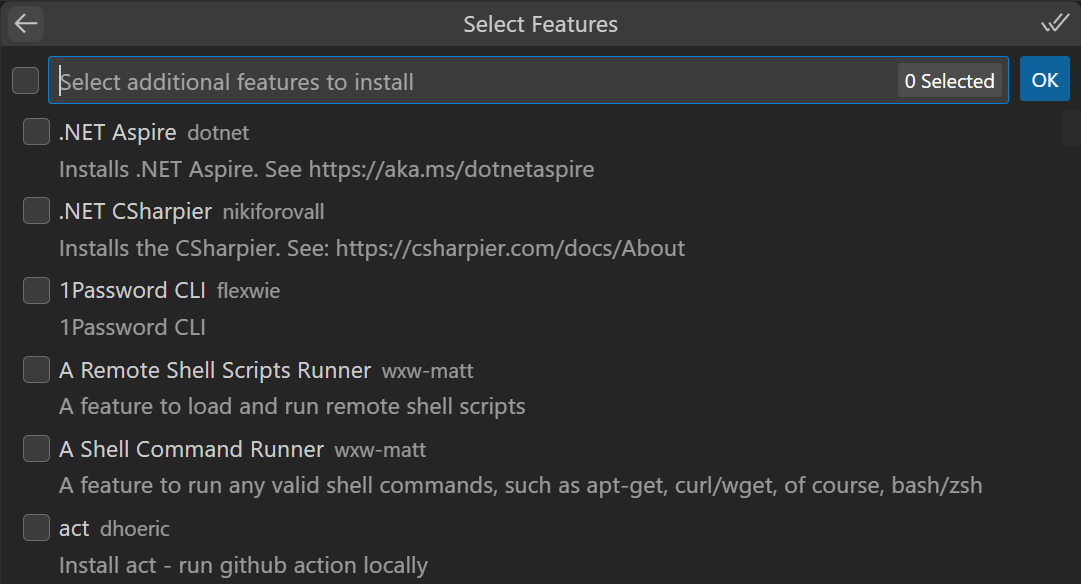 Select Features
Select additional features to install 0 Selected OK
.NET Aspire dotnet
Installs .NET Aspire. See https://aka.ms/dotnetaspire
.NET CSharpier nikiforovall
Installs the CSharpier. See: https://csharpier.com/docs/About
1Password CLI flexwie
1Password CLI
A Remote Shell Scripts Runner wxw-matt
A feature to load and run remote shell scripts
A Shell Command Runner wxw-matt
A feature to run any valid shell commands, such as apt-get, curl/wget, of course, bash/zsh
act dhoeric
Install act - run github action locally